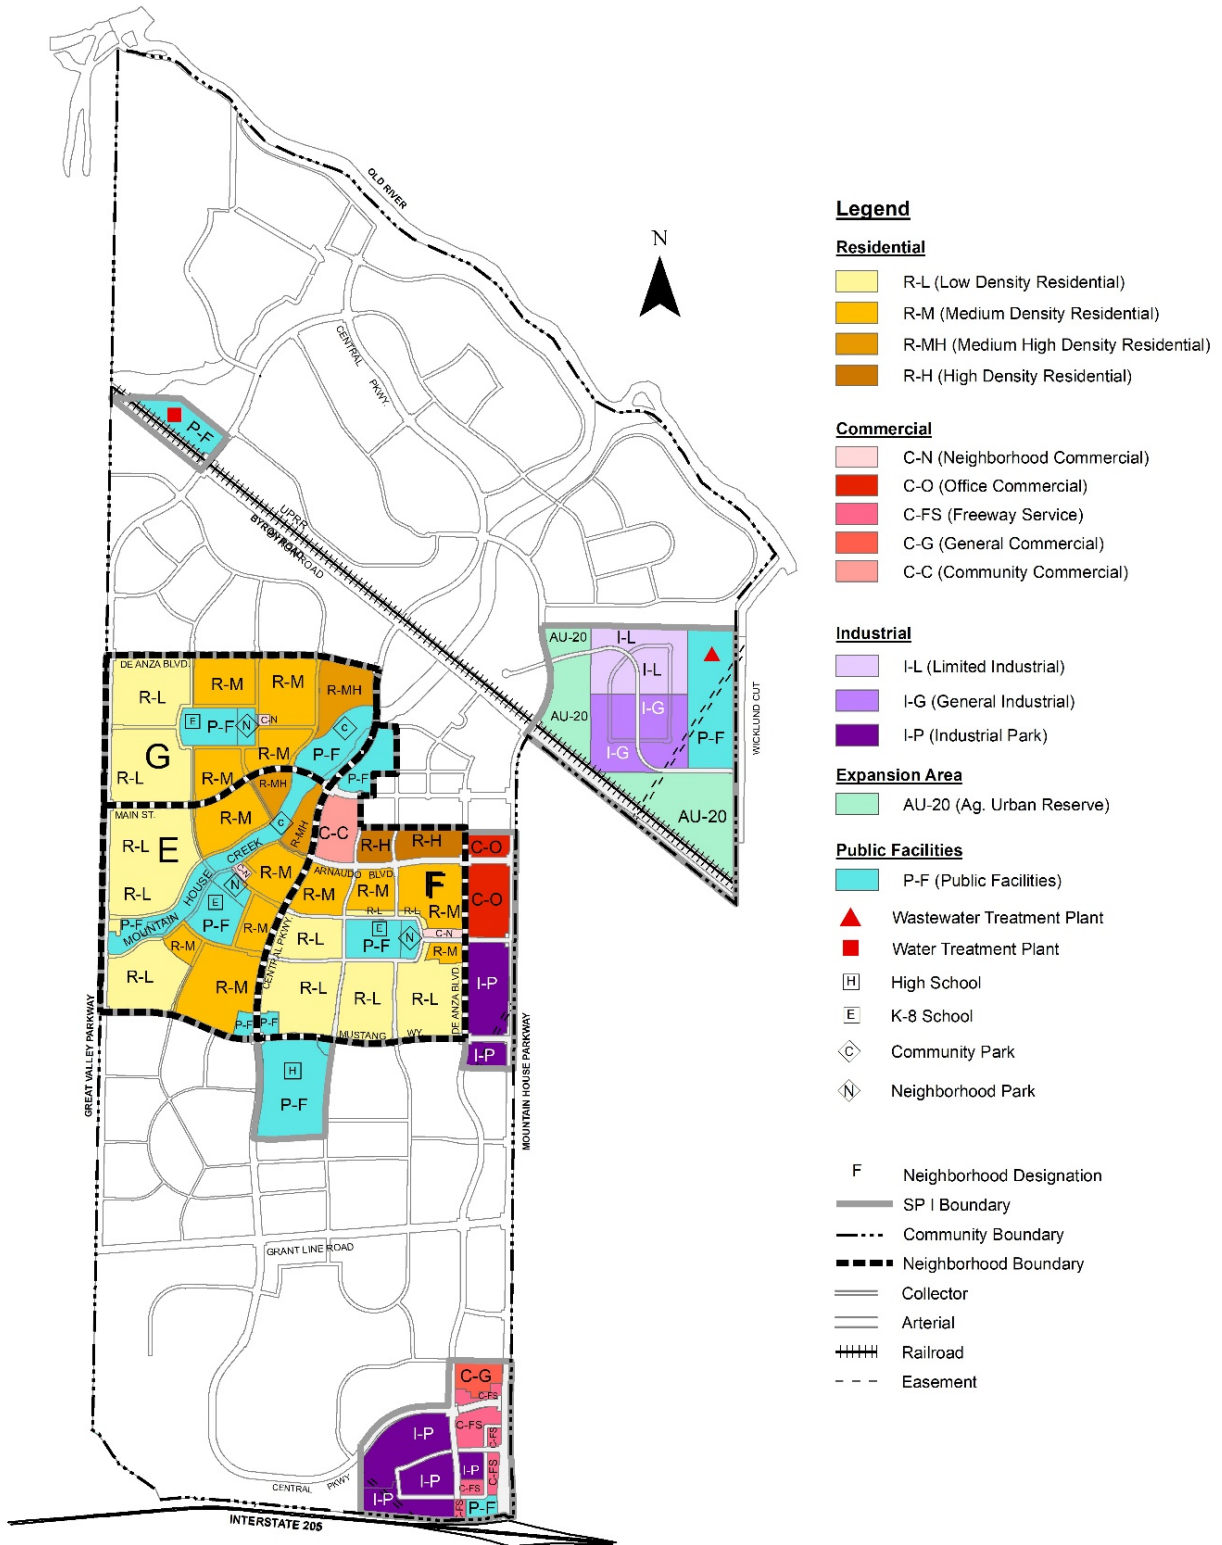 OLD RIVER
N
CENTRAL PKWY.
P-F
UPRR
BYRON ROAD
BYRON ROAD
WICKLUND CUT
AU-20
I-L
I-L
AU-20
I-G
I-G
P-F
AU-20
DE ANZA BLVD.
R-L
R-M
R-M
R-MH
E
P-F
N
C-N
C
G
R-M
P-F
R-L
R-M
R-MH
P-F
MAIN ST.
R-M
C
R-MH
C-C
R-L
E
R-H
R-H
C-O
MOUNTAIN HOUSE CREEK
C-N
R-M
ARNAUDO BLVD.
R-L
N
R-M
R-M
F
C-O
E
R-L
R-L
R-M
P-F
P-F
R-M
CENTRAL PKWY.
R-L
E
P-F
N
C-N
R-M
R-M
R-L
R-M
R-L
R-L
R-L
I-P
DE ANZA BLVD.
P-F
P-F
MUSTANG WY.
I-P
H
P-F
GREAT VALLEY PARKWAY
MOUNTAIN HOUSE PARKWAY
GRANT LINE ROAD
C-G
C-FS
C-FS
C-FS
I-P
I-P
C-FS
I-P
C-FS
I-P
C-FS
P-F
CENTRAL PKWY
INTERSTATE 205
Legend
Residential
R-L (Low Density Residential)
R-M (Medium Density Residential)
R-MH (Medium High Density Residential)
R-H (High Density Residential)
Commercial
C-N (Neighborhood Commercial)
C-O (Office Commercial)
C-FS (Freeway Service)
C-G (General Commercial)
C-C (Community Commercial)
Industrial
I-L (Limited Industrial)
I-G (General Industrial)
I-P (Industrial Park)
Expansion Area
AU-20 (Ag. Urban Reserve)
Public Facilities
P-F (Public Facilities)
Wastewater Treatment Plant
Water Treatment Plant
H High School
E K-8 School
C Community Park
N Neighborhood Park
F Neighborhood Designation
SP I Boundary
Community Boundary
Neighborhood Boundary
Collector
Arterial
Railroad
Easement